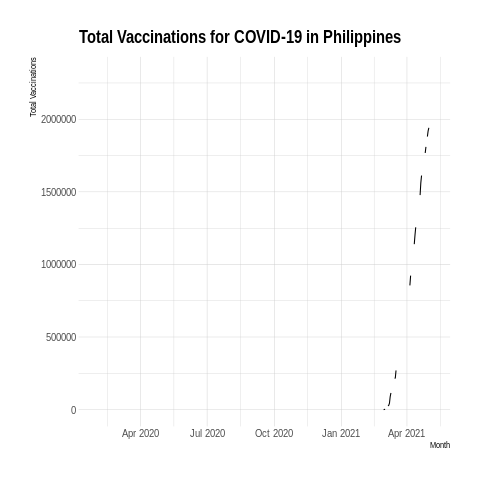 Total Vaccinations for COVID-19 in Philippines
Total Vaccinations
2000000
1500000
1000000
500000
0
Apr 2020 Jul 2020 Oct 2020 Jan 2021 Apr 2021
Month